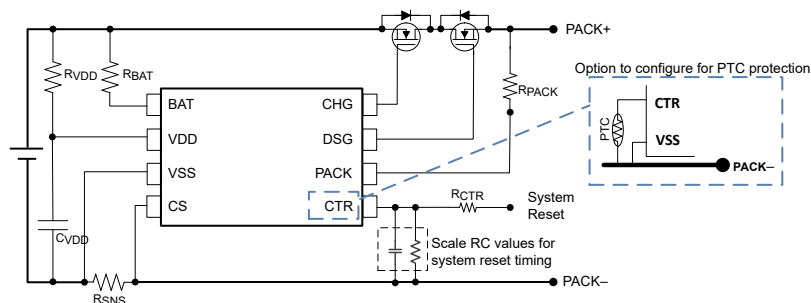 PACK+
Option to configure for PTC protection
RVDD
RBAT
RPACK
BAT
CHG
CTR
PTC
VDD
DSG
VSS
PACK–
VSS
PACK
CS
CTR
RCTR
System
Reset
CVDD
Scale RC values for
system reset timing
RSNS
PACK–